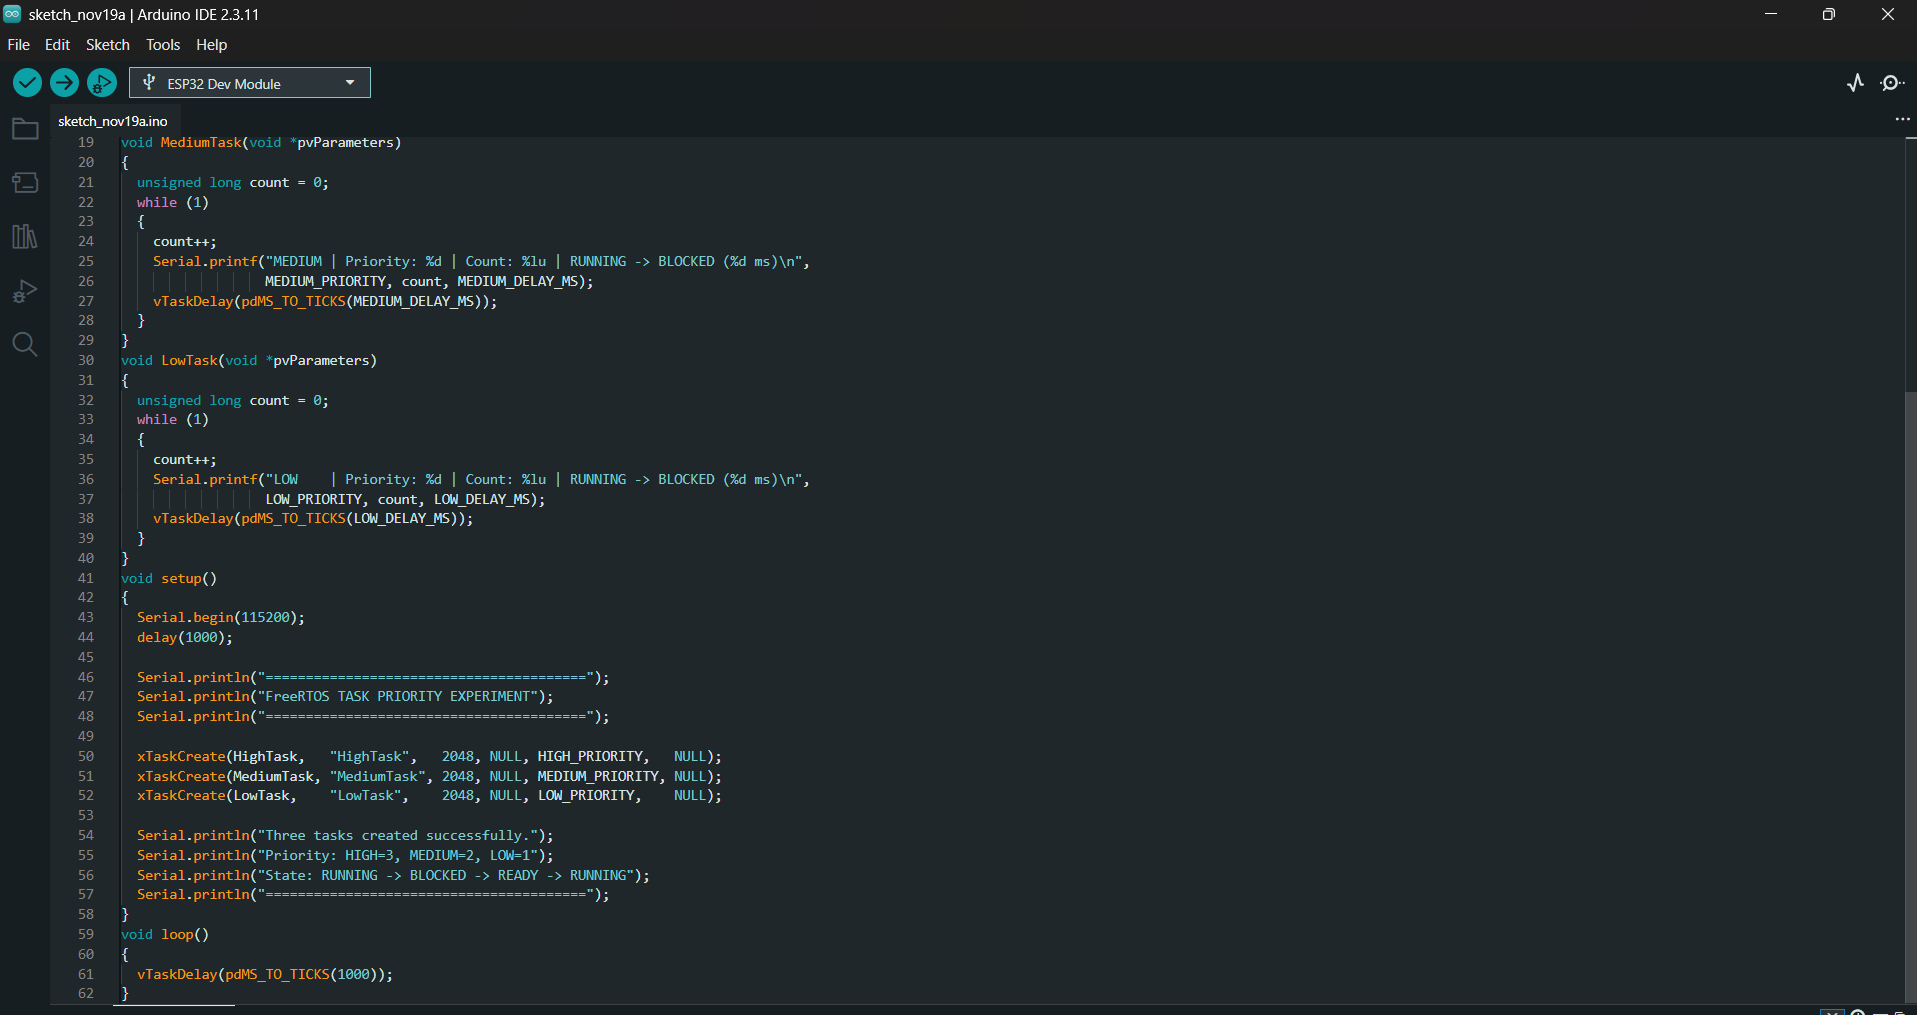 sketch_nov19a | Arduino IDE 2.3.11
File Edit Sketch Tools Help
ESP32 Dev Module
sketch_nov19a.ino
19 void MediumTask(void *pvParameters)
20 {
21 unsigned long count = 0;
22 while (1)
23 {
24 count++;
25 Serial.printf("MEDIUM | Priority: %d | Count: %lu | RUNNING -> BLOCKED (%d ms)\n",
26 MEDIUM_PRIORITY, count, MEDIUM_DELAY_MS);
27 vTaskDelay(pdMS_TO_TICKS(MEDIUM_DELAY_MS));
28 }
29 }
30 void LowTask(void *pvParameters)
31 {
32 unsigned long count = 0;
33 while (1)
34 {
35 count++;
36 Serial.printf("LOW    | Priority: %d | Count: %lu | RUNNING -> BLOCKED (%d ms)\n",
37 LOW_PRIORITY, count, LOW_DELAY_MS);
38 vTaskDelay(pdMS_TO_TICKS(LOW_DELAY_MS));
39 }
40 }
41 void setup()
42 {
43 Serial.begin(115200);
44 delay(1000);
45
46 Serial.println("========================================");
47 Serial.println("FreeRTOS TASK PRIORITY EXPERIMENT");
48 Serial.println("========================================");
49
50 xTaskCreate(HighTask,   "HighTask",   2048, NULL, HIGH_PRIORITY,   NULL);
51 xTaskCreate(MediumTask, "MediumTask", 2048, NULL, MEDIUM_PRIORITY, NULL);
52 xTaskCreate(LowTask,    "LowTask",    2048, NULL, LOW_PRIORITY,    NULL);
53
54 Serial.println("Three tasks created successfully.");
55 Serial.println("Priority: HIGH=3, MEDIUM=2, LOW=1");
56 Serial.println("State: RUNNING -> BLOCKED -> READY -> RUNNING");
57 Serial.println("========================================");
58 }
59 void loop()
60 {
61 vTaskDelay(pdMS_TO_TICKS(1000));
62 }